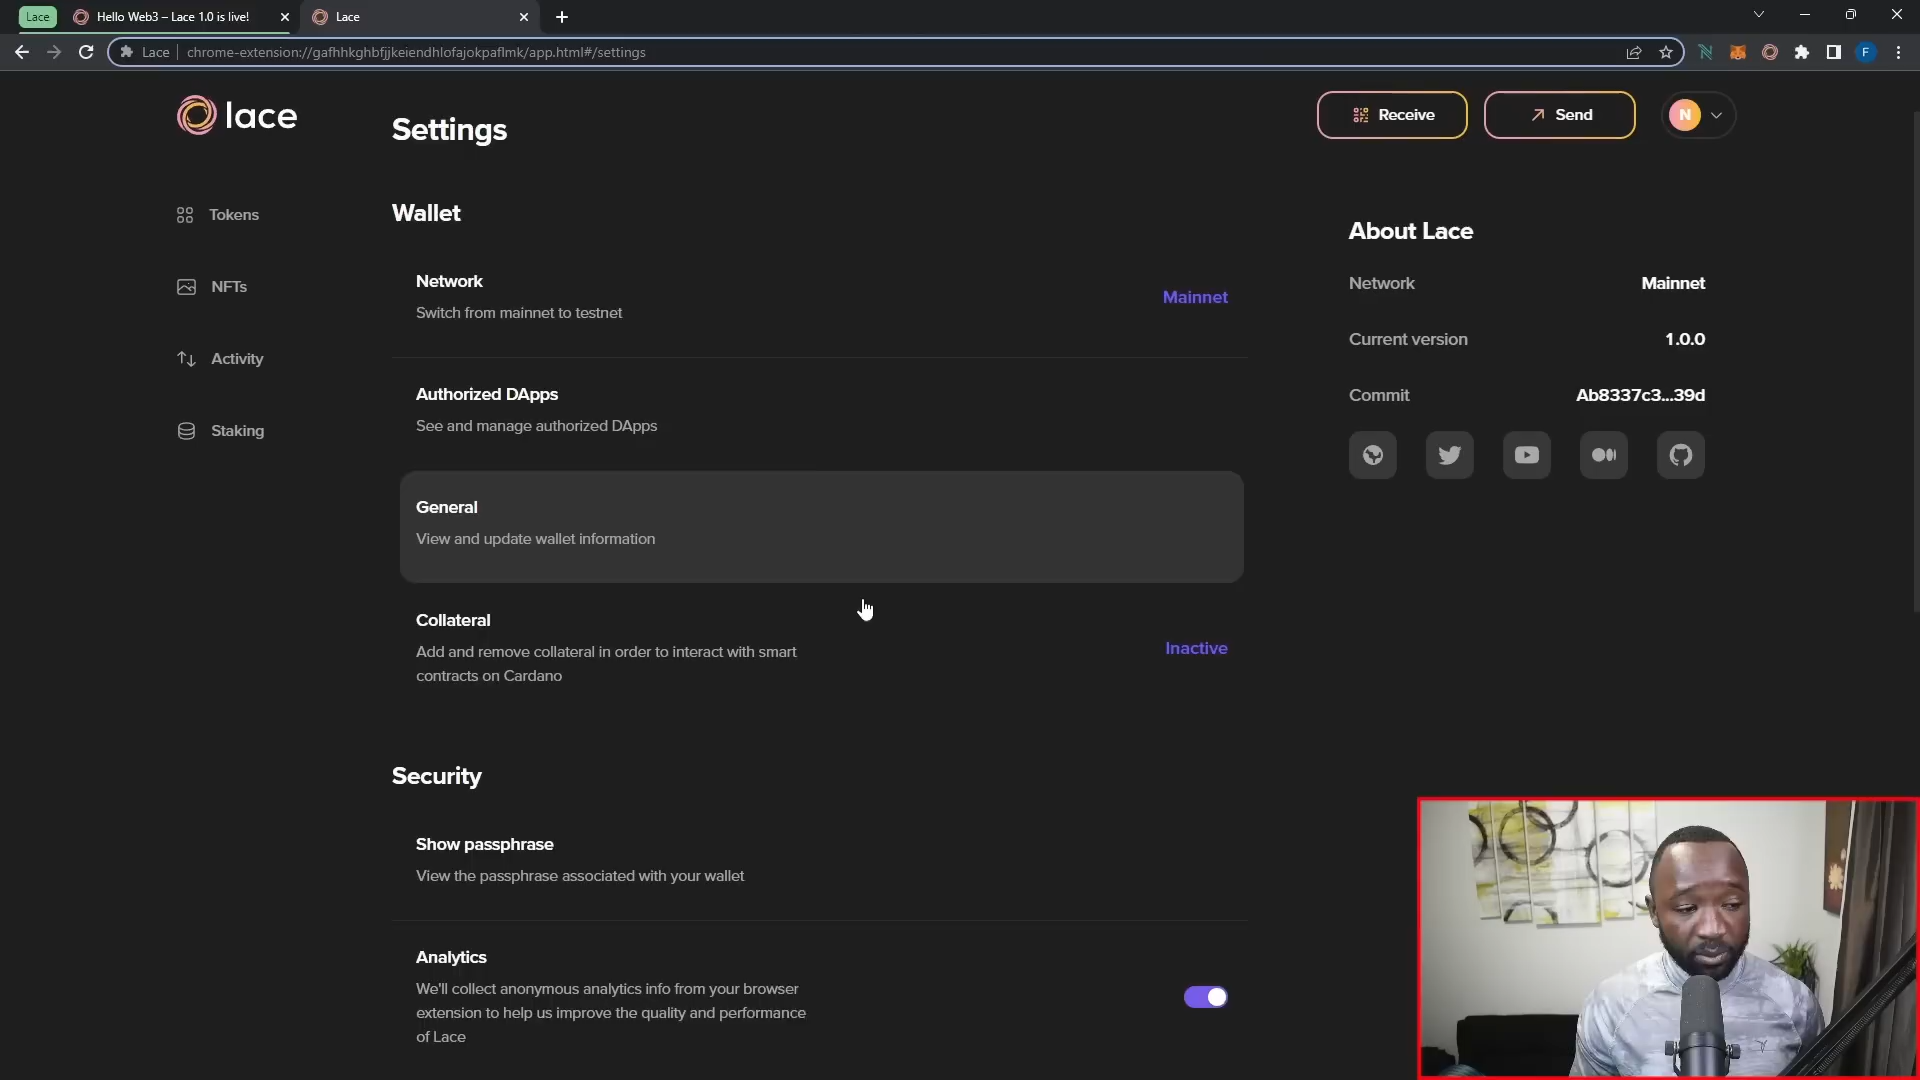 Lace
Hello Web3 – Lace 1.0 is live!
Lace
Lace
chrome-extension://gafhhkghbfjjkeiendhlofajokpaflmk/app.html#/settings
F
lace
Settings
Receive
Send
N
Tokens
NFTs
Activity
Staking
Wallet
Network
Switch from mainnet to testnet
Mainnet
Authorized DApps
See and manage authorized DApps
General
View and update wallet information
Collateral
Add and remove collateral in order to interact with smart
contracts on Cardano
Inactive
Security
Show passphrase
View the passphrase associated with your wallet
Analytics
We'll collect anonymous analytics info from your browser
extension to help us improve the quality and performance
of Lace
About Lace
Network
Mainnet
Current version
1.0.0
Commit
Ab8337c3...39d